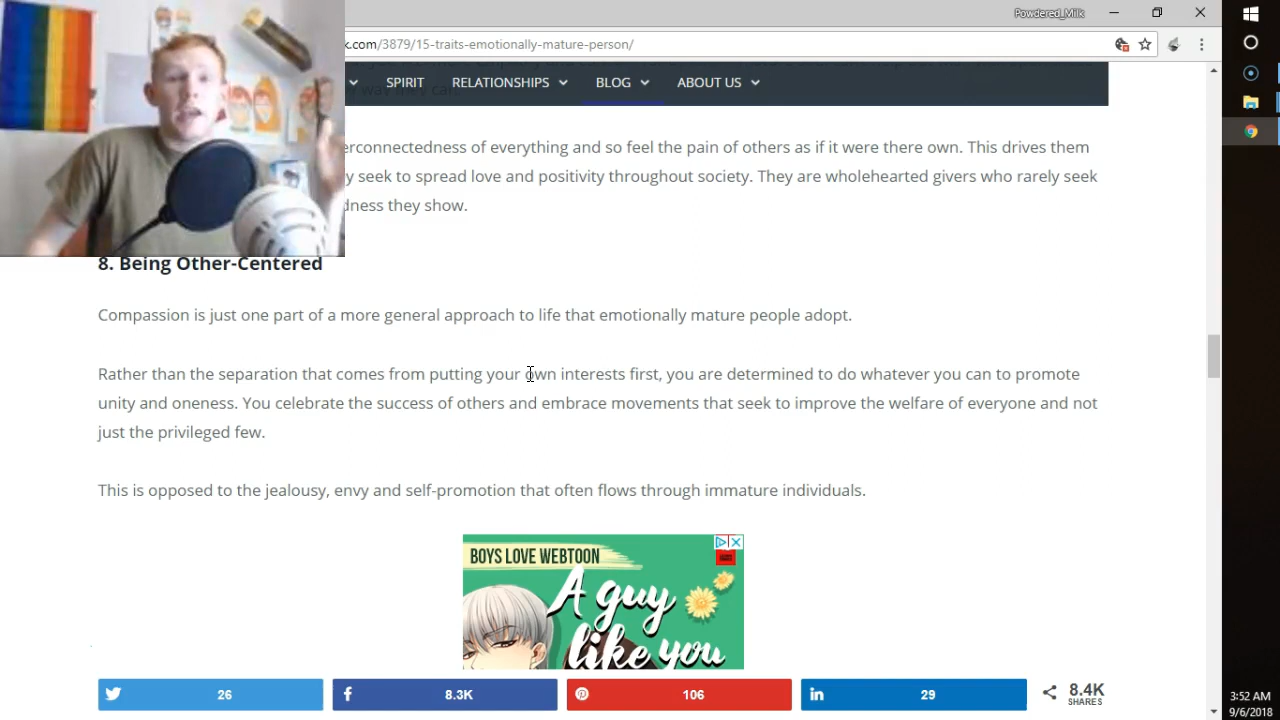 Powdered_Milk
k.com/3879/15-traits-emotionally-mature-person/
SPIRIT RELATIONSHIPS BLOG ABOUT US
erconnectedness of everything and so feel the pain of others as if it were there own. This drives them
y seek to spread love and positivity throughout society. They are wholehearted givers who rarely seek
dness they show.
8. Being Other-Centered
Compassion is just one part of a more general approach to life that emotionally mature people adopt.
Rather than the separation that comes from putting your own interests first, you are determined to do whatever you can to promote
unity and oneness. You celebrate the success of others and embrace movements that seek to improve the welfare of everyone and not
just the privileged few.
This is opposed to the jealousy, envy and self-promotion that often flows through immature individuals.
BOYS LOVE WEBTOON
A guy
like you
26 8.3K 106 29 8.4K
SHARES
3:52 AM
9/6/2018